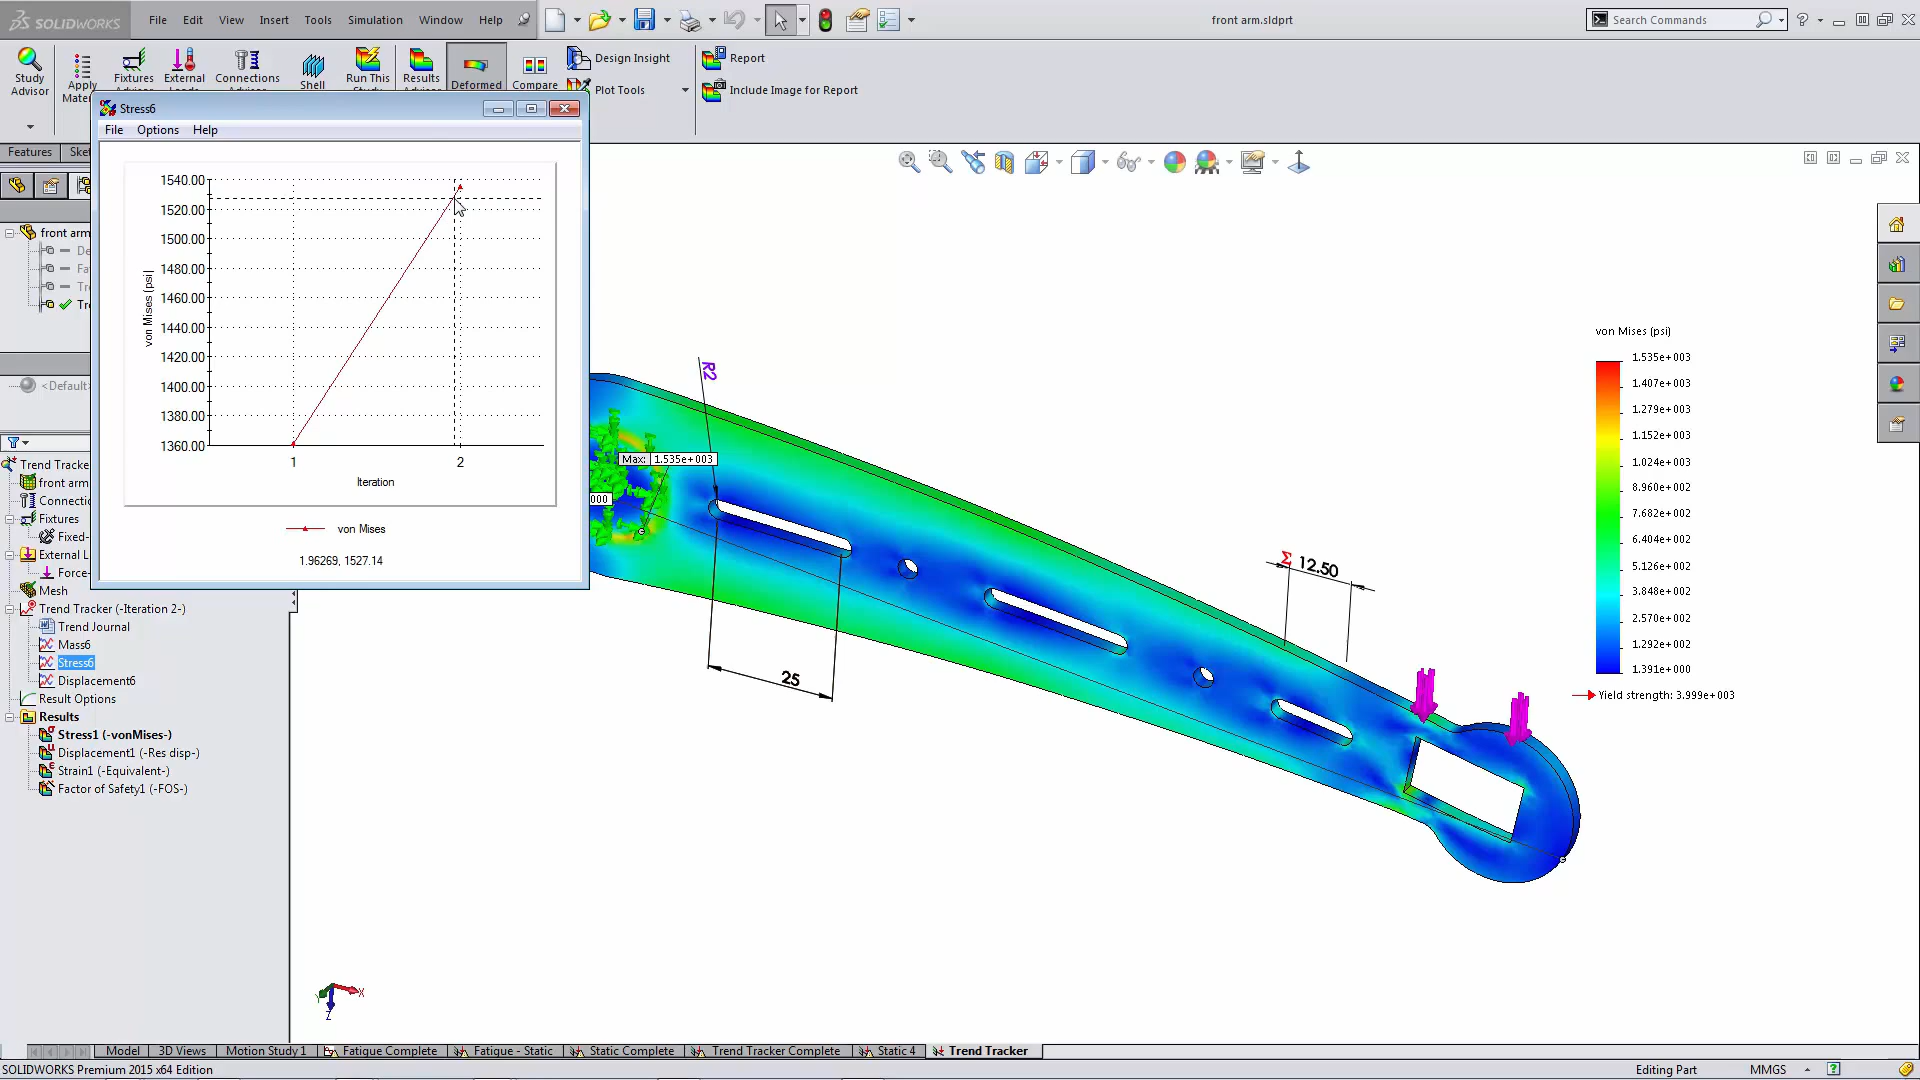 SOLIDWORKS
File Edit View Insert Tools Simulation Window Help
front arm.sldprt
Search Commands
Study Advisor
Apply
Fixtures
External
Connections
Shell
Run This
Results
Deformed
Compare
Design Insight
Plot Tools
Report
Include Image for Report
Stress6
File Options Help
Features
1540.00
1520.00
1500.00
1480.00
1460.00
1440.00
1420.00
1400.00
1380.00
1360.00
von Mises (psi)
1 2
Iteration
von Mises
1.96269, 1527.14
front arm
<Default>
Trend Tracker
front arm
Fixtures
Fixed-
External L
Force-
Mesh
Trend Tracker (-Iteration 2-)
Trend Journal
Mass6
Stress6
Displacement6
Result Options
Results
Stress1 (-vonMises-)
Displacement1 (-Res disp-)
Strain1 (-Equivalent-)
Factor of Safety1 (-FOS-)
R2
Max: 1.535e+003
000
25
Σ 12.50
von Mises (psi)
1.535e+003
1.407e+003
1.279e+003
1.152e+003
1.024e+003
8.960e+002
7.682e+002
6.404e+002
5.126e+002
3.848e+002
2.570e+002
1.292e+002
1.391e+000
Yield strength: 3.999e+003
X
Y
Z
Model 3D Views Motion Study 1 Fatigue Complete Fatigue - Static Static Complete Trend Tracker Complete Static 4 Trend Tracker
SOLIDWORKS Premium 2015 x64 Edition
Editing Part
MMGS